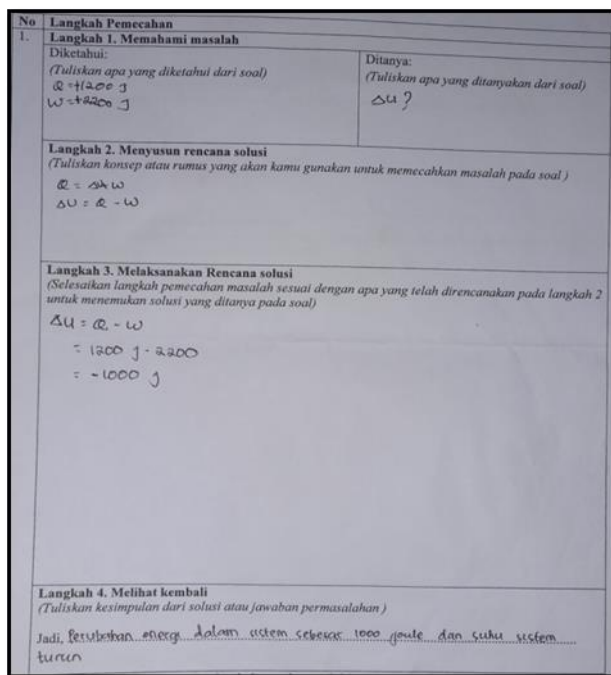 No Langkah Pemecahan
1. Langkah 1. Memahami masalah
Diketahui:
(Tuliskan apa yang diketahui dari soal)
Q = +1200 J
W = +2200 J
Ditanya:
(Tuliskan apa yang ditanyakan dari soal)
ΔU?
Langkah 2. Menyusun rencana solusi
(Tuliskan konsep atau rumus yang akan kamu gunakan untuk memecahkan masalah pada soal )
Q = W
ΔU = Q - W
Langkah 3. Melaksanakan Rencana solusi
(Selesaikan langkah pemecahan masalah sesuai dengan apa yang telah direncanakan pada langkah 2
untuk menemukan solusi yang ditanya pada soal)
ΔU = Q - W
= 1200 J - 2200
= -1000 J
Langkah 4. Melihat kembali
(Tuliskan kesimpulan dari solusi atau jawaban permasalahan )
Jadi, Perubahan energi dalam sistem sebesar 1000 joule dan suhu sistem
turun